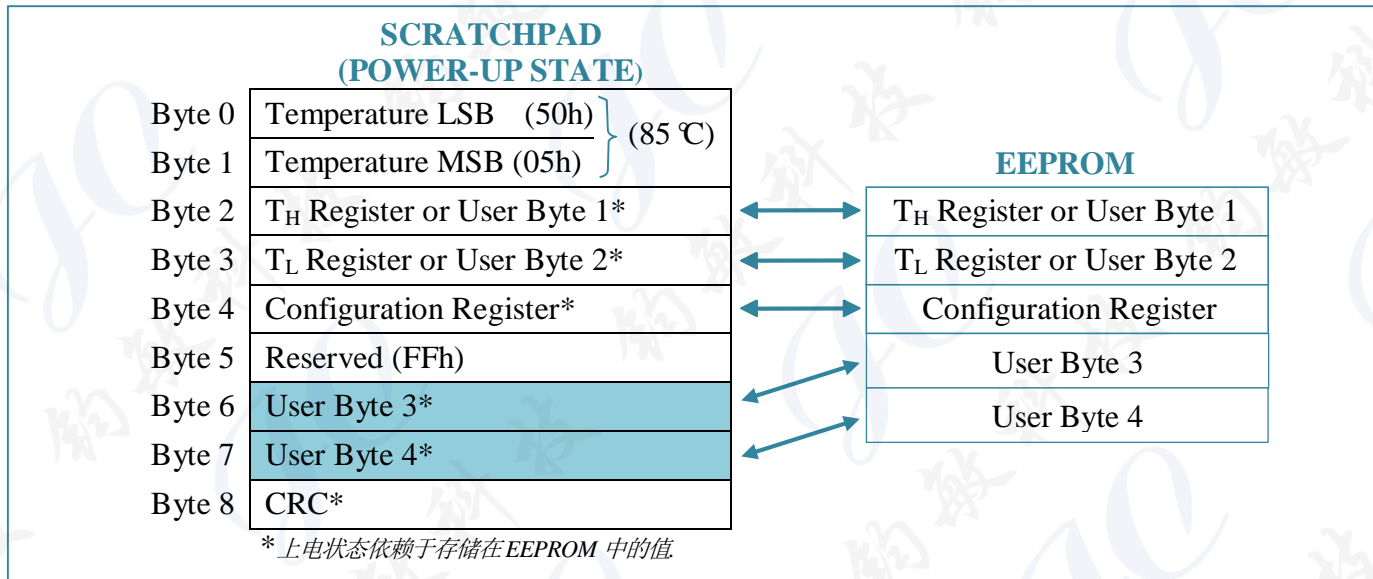 SCRATCHPAD
(POWER-UP STATE)
Byte 0 Temperature LSB (50h)
(85 ℃)
Byte 1 Temperature MSB (05h)
EEPROM
Byte 2 TH Register or User Byte 1* TH Register or User Byte 1
Byte 3 TL Register or User Byte 2* TL Register or User Byte 2
Byte 4 Configuration Register* Configuration Register
Byte 5 Reserved (FFh) User Byte 3
Byte 6 User Byte 3* User Byte 4
Byte 7 User Byte 4*
Byte 8 CRC*
*上电状态依赖于存储在EEPROM 中的值.